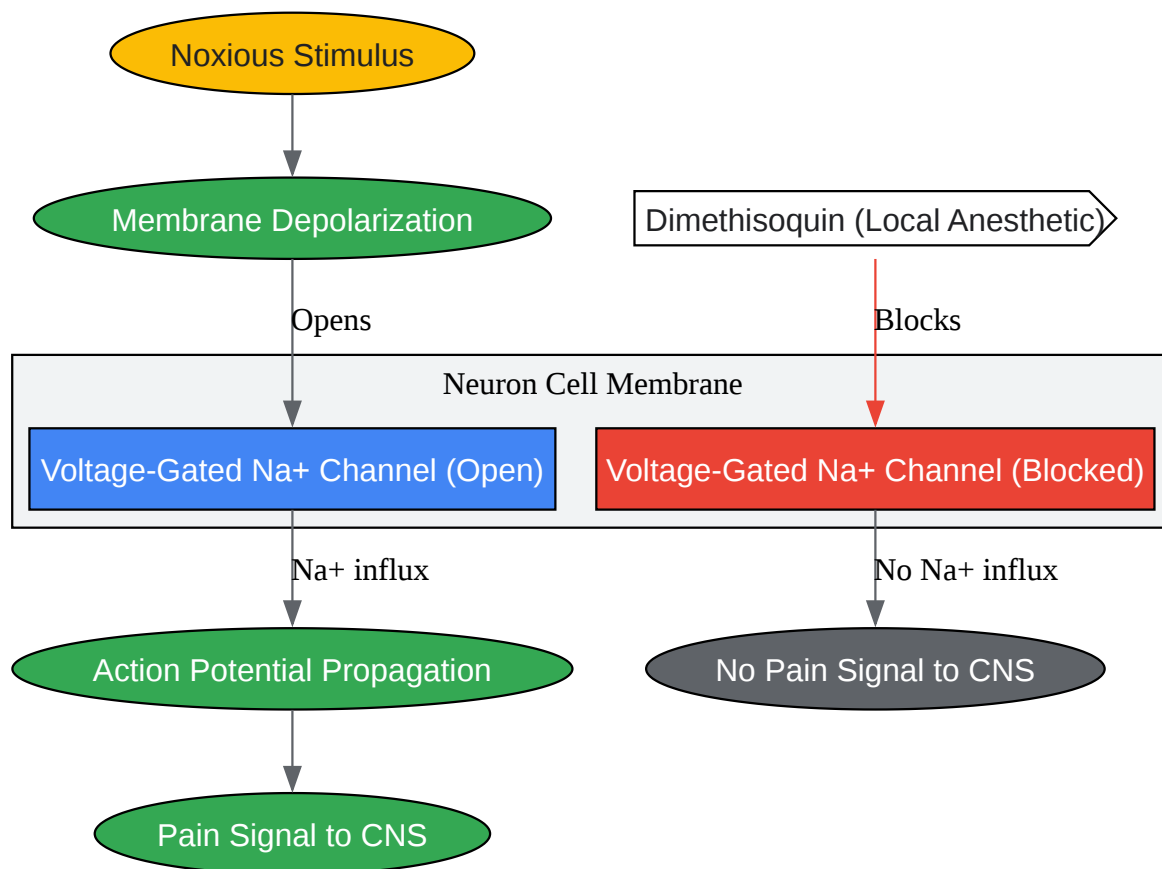 Noxious Stimulus
Membrane Depolarization
Dimethisoquin (Local Anesthetic)
Opens
Blocks
Neuron Cell Membrane
Voltage-Gated Na+ Channel (Open)
Voltage-Gated Na+ Channel (Blocked)
Na+ influx
No Na+ influx
Action Potential Propagation
No Pain Signal to CNS
Pain Signal to CNS